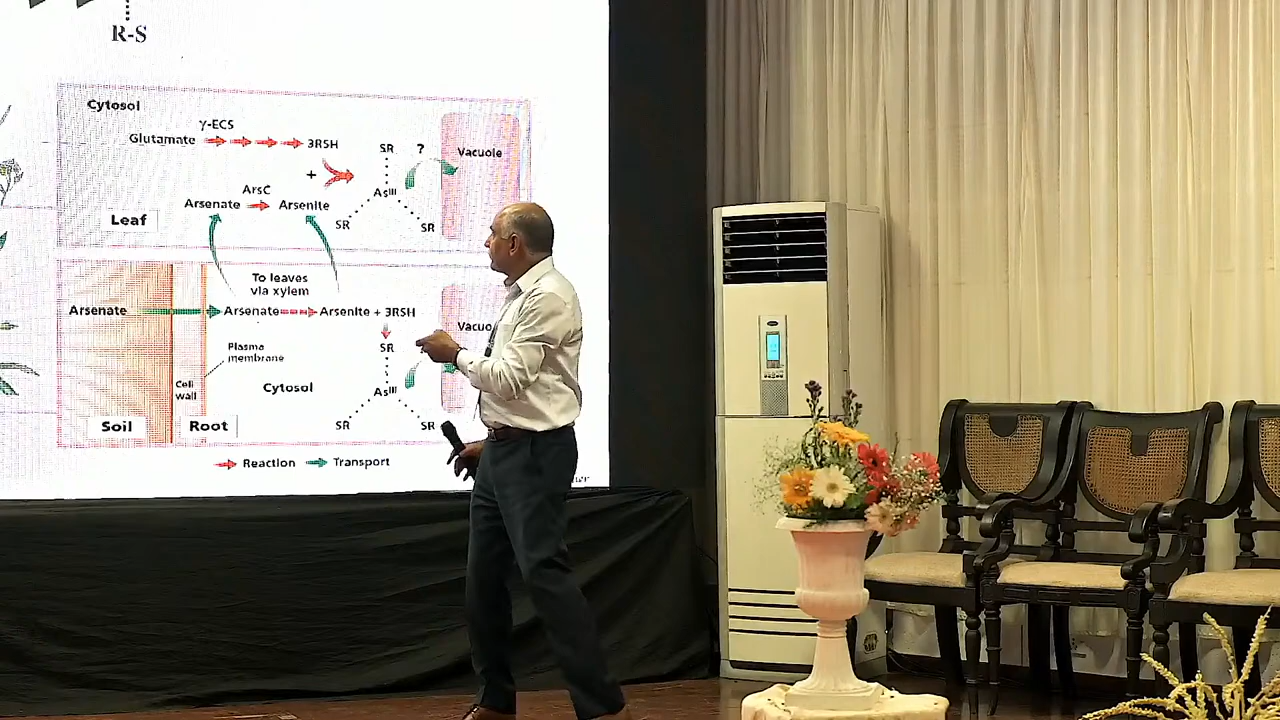 R-S
Cytosol
γ-ECS
Glutamate
3RSH
SR
?
Vacuole
+
ArsC
AsIII
Arsenate
Arsenite
Leaf
SR
SR
To leaves
via xylem
Arsenate
Arsenate
Arsenite + 3RSH
Vacuo
SR
Plasma
membrane
Cell
wall
Cytosol
AsIII
Soil
Root
SR
SR
Reaction
Transport